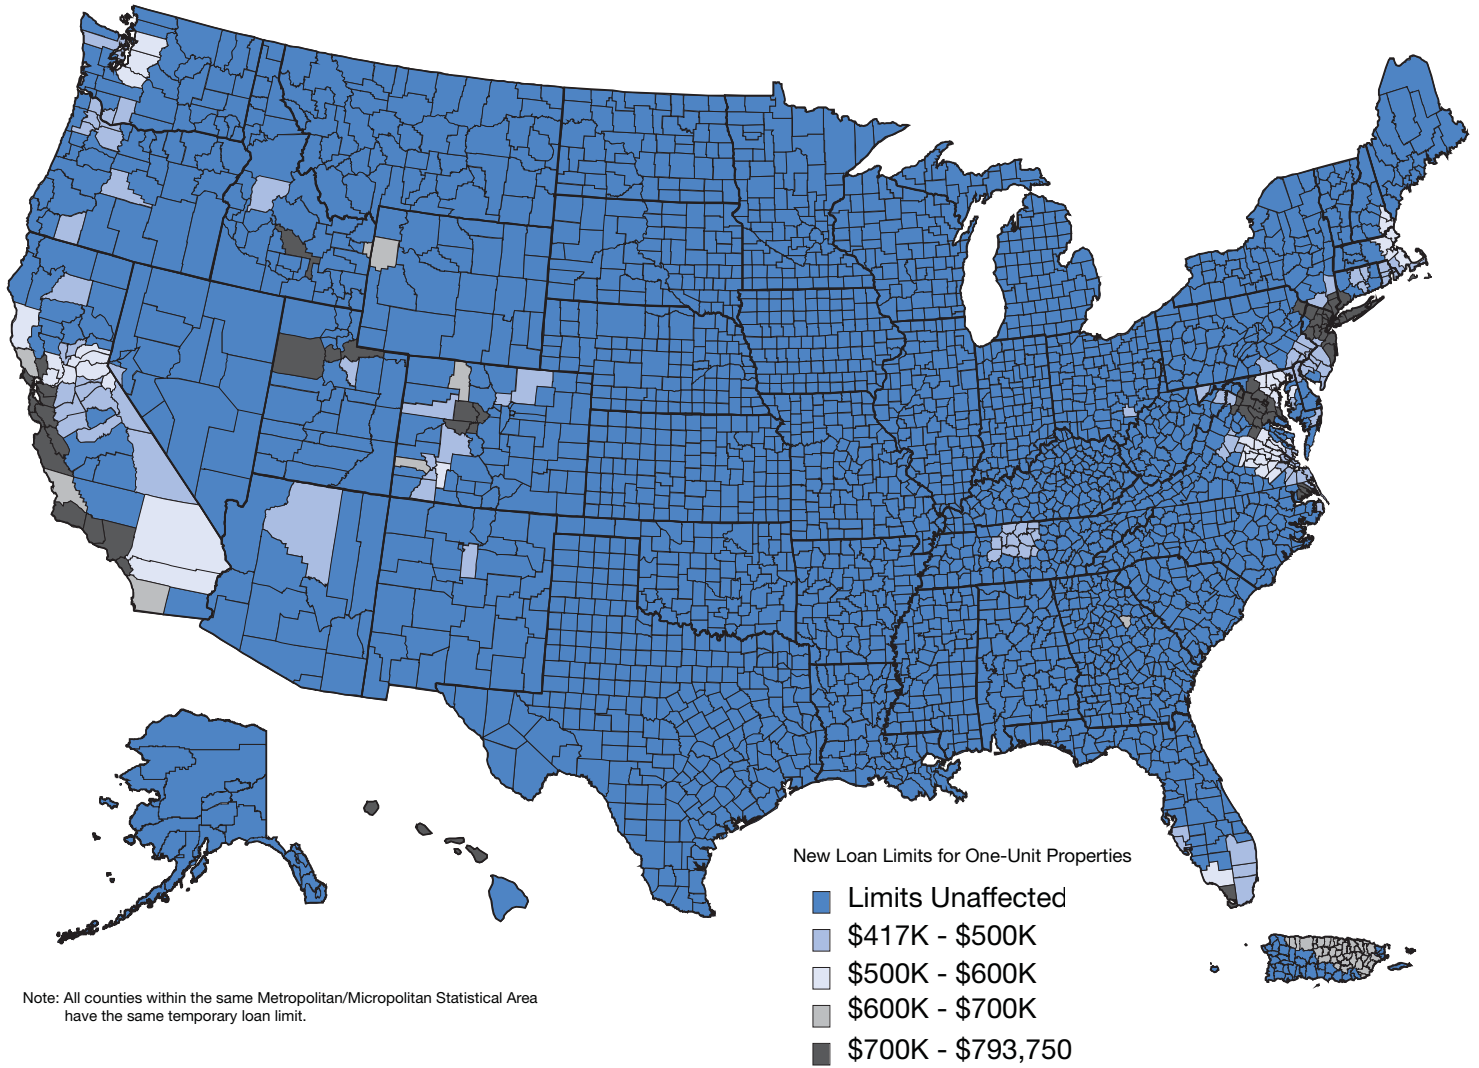 New Loan Limits for One-Unit Properties
Limits Unaffected
$417K - $500K
$500K - $600K
$600K - $700K
$700K - $793,750
Note: All counties within the same Metropolitan/Micropolitan Statistical Area
have the same temporary loan limit.